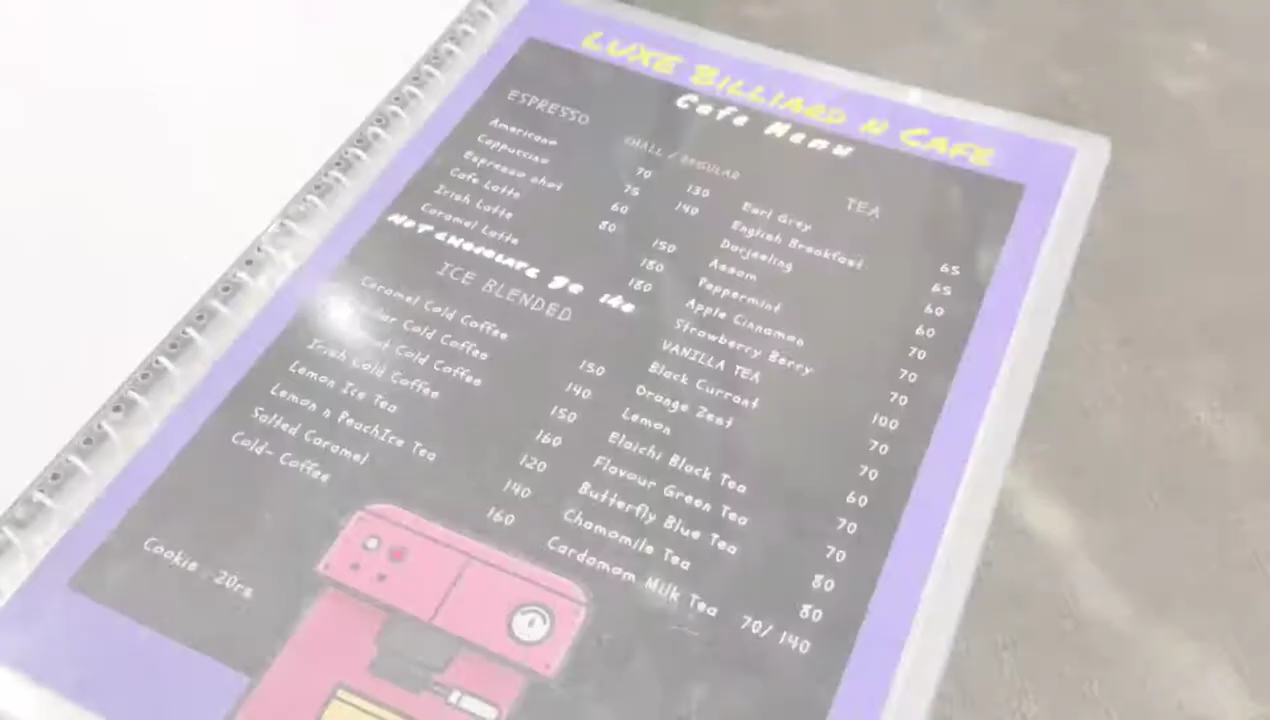 LUXE BILLIARD N CAFE
Cafe Menu
ESPRESSO
SMALL / REGULAR
Americano 70 130
Cappuccino 75 140
Espresso shot 60
Cafe Latte 80 150
Irish Latte 180
Caramel Latte 180
HOT CHOCOLATE
ICE BLENDED
Caramel Cold Coffee 150
Cold Coffee 140
Cold Coffee 150
Irish Cold Coffee 160
Lemon Ice Tea 120
Lemon n PeachIce Tea 140
Salted Caramel 160
Cold- Coffee
Cookie : 20rs
TEA
Earl Grey 65
English Breakfast 65
Darjeeling 60
Assam 60
Peppermint 70
Apple Cinnamon 70
Strawberry Berry 70
VANILLA TEA 100
Black Currant 70
Orange Zest 70
Lemon 60
Elaichi Black Tea 70
Flavour Green Tea 70
Butterfly Blue Tea 80
Chamomile Tea 80
Cardamom Milk Tea 70/ 140